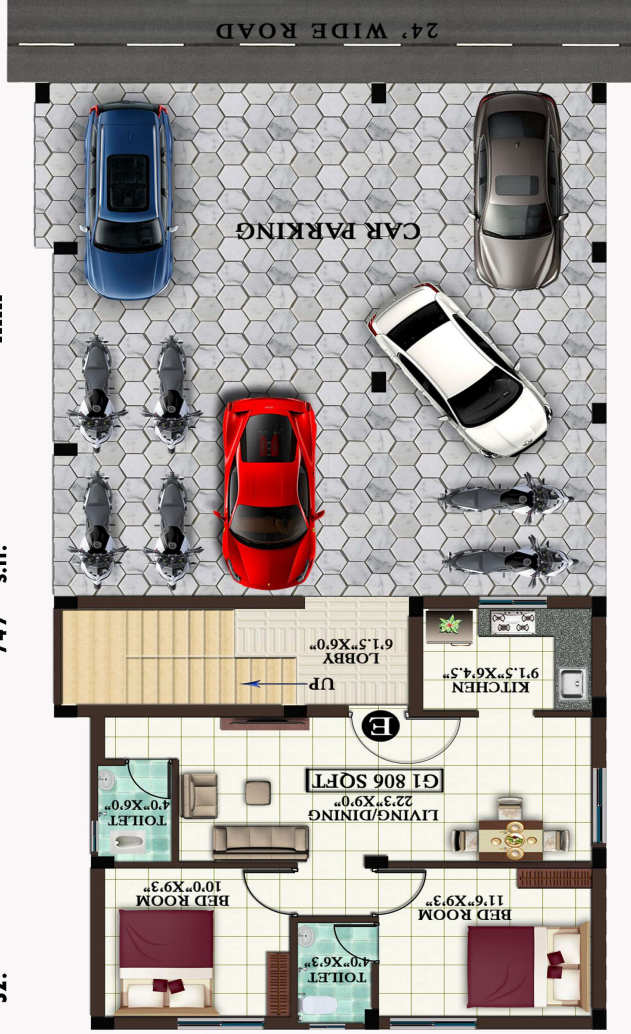 TOILET
4'0"X6'3"
BED ROOM
11'6"X9'3"
BED ROOM
10'0"X9'3"
TOILET
4'0"X6'0"
LIVING/DINING
22'3"X9'0"
G1 806 SQFT
E
UP
KITCHEN
9'1.5"X6'4.5"
LOBBY
6'1.5"X6'0"
CAR PARKING
24' WIDE ROAD